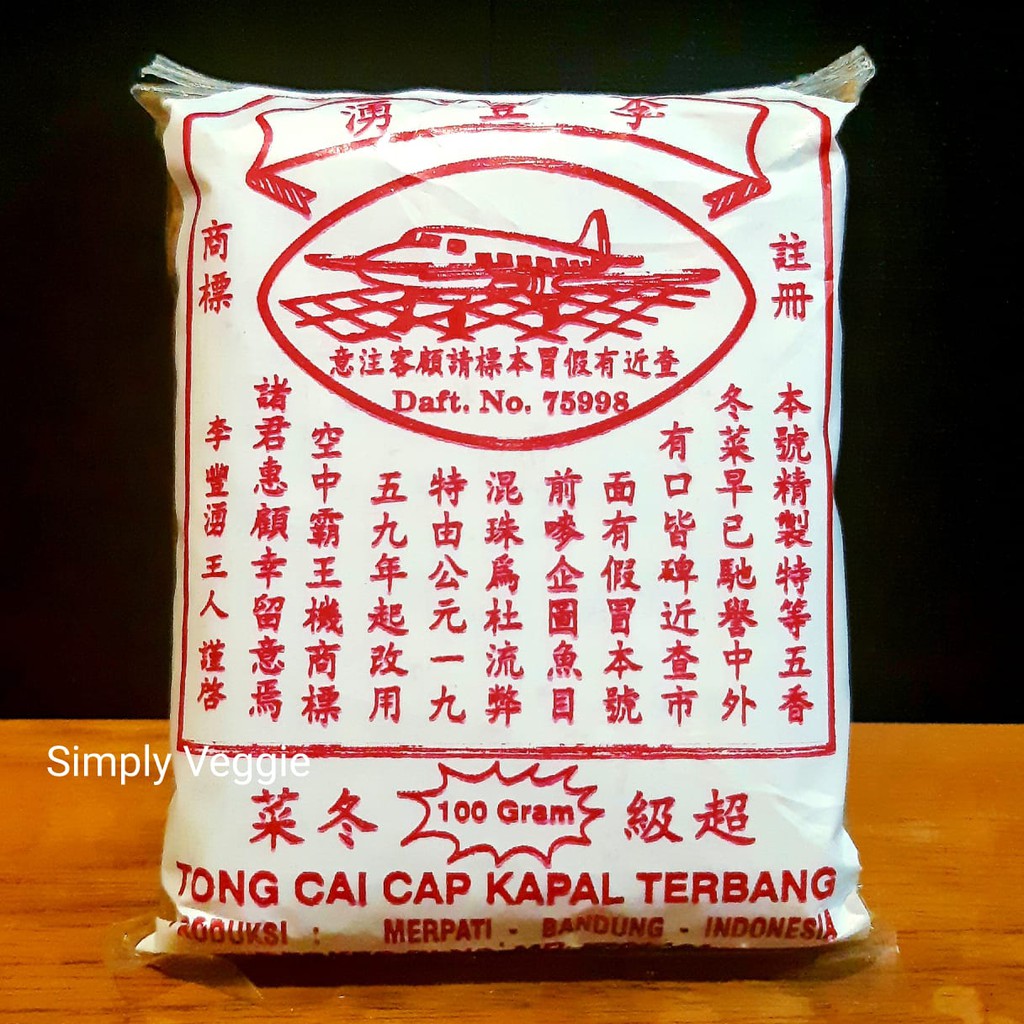 李豐湧
註冊
商標
查近有假冒本標請顧客注意
Daft. No. 75998
本號精製特等五香
冬菜早已馳譽中外
有口皆碑近查市
面有假冒本號
前嘜企圖魚目
混珠爲杜流弊
特由公元一九
五九年起改用
空中霸王機商標
諸君惠顧幸留意焉
李豐湧 王人 謹啓
超級 100 Gram 冬菜
TONG CAI CAP KAPAL TERBANG
PRODUKSI : MERPATI - BANDUNG - INDONESIA
Simply Veggie